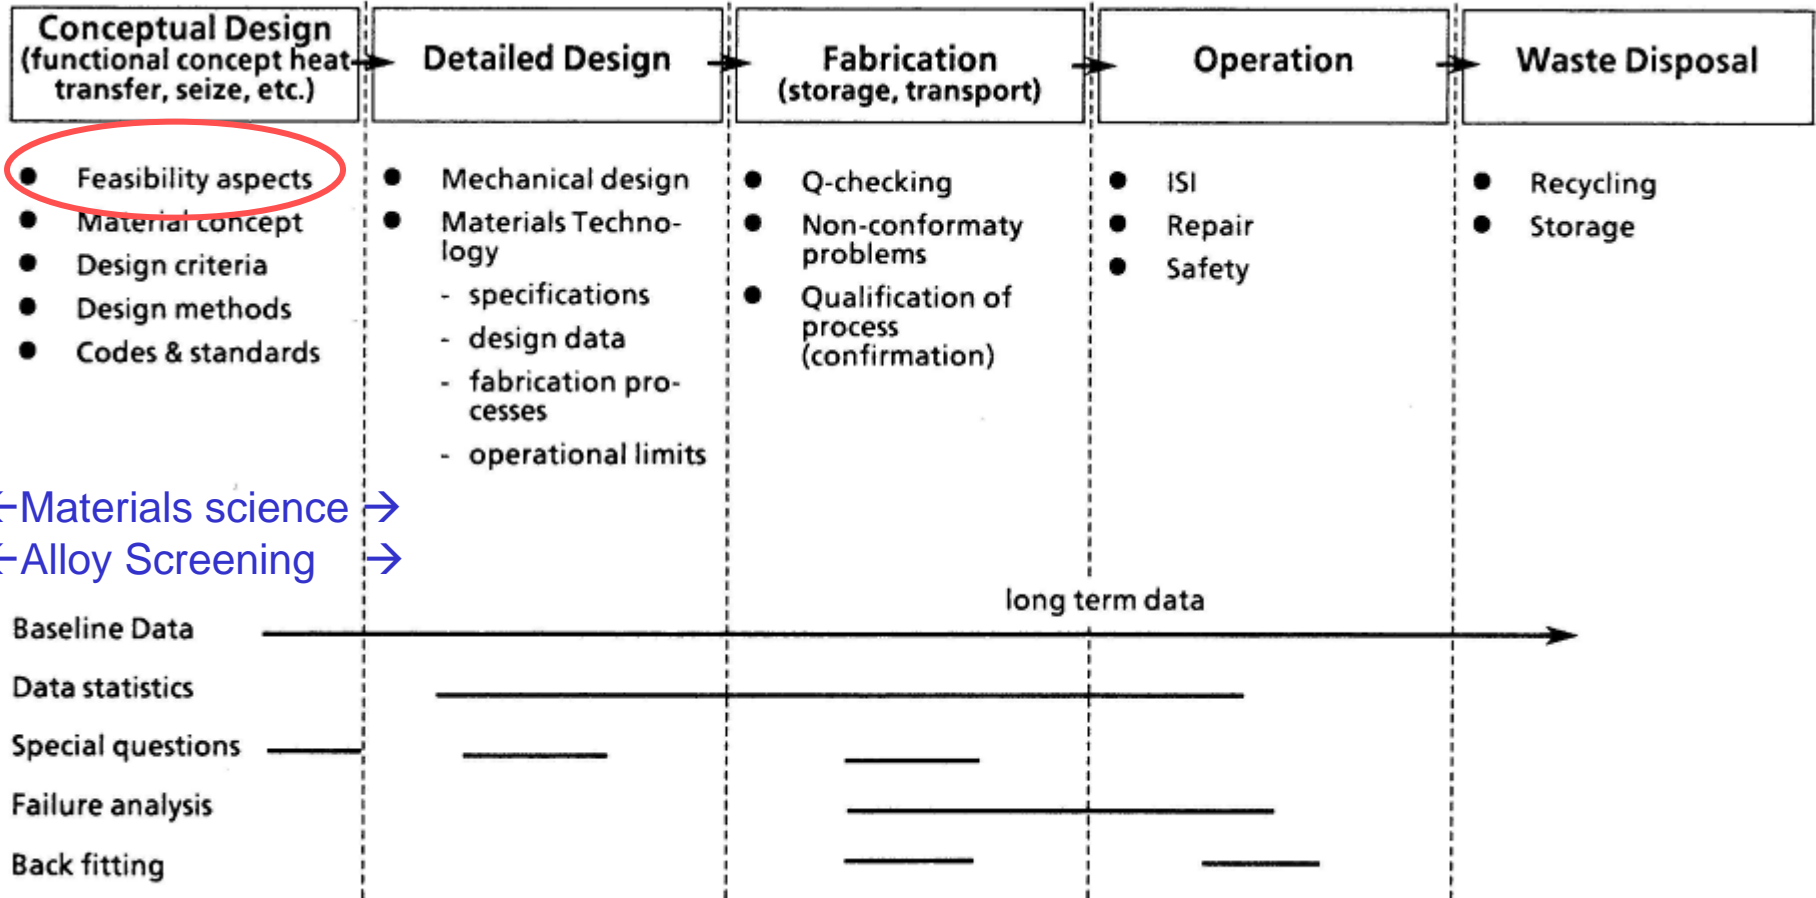 Conceptual Design
(functional concept heat
transfer, seize, etc.)
Detailed Design
Fabrication
(storage, transport)
Operation
Waste Disposal
● Feasibility aspects
● Material concept
● Design criteria
● Design methods
● Codes & standards
● Mechanical design
● Materials Techno-
logy
- specifications
- design data
- fabrication pro-
cesses
- operational limits
● Q-checking
● Non-conformaty
problems
● Qualification of
process
(confirmation)
● ISI
● Repair
● Safety
● Recycling
● Storage
←Materials science →
←Alloy Screening →
long term data
Baseline Data
Data statistics
Special questions
Failure analysis
Back fitting